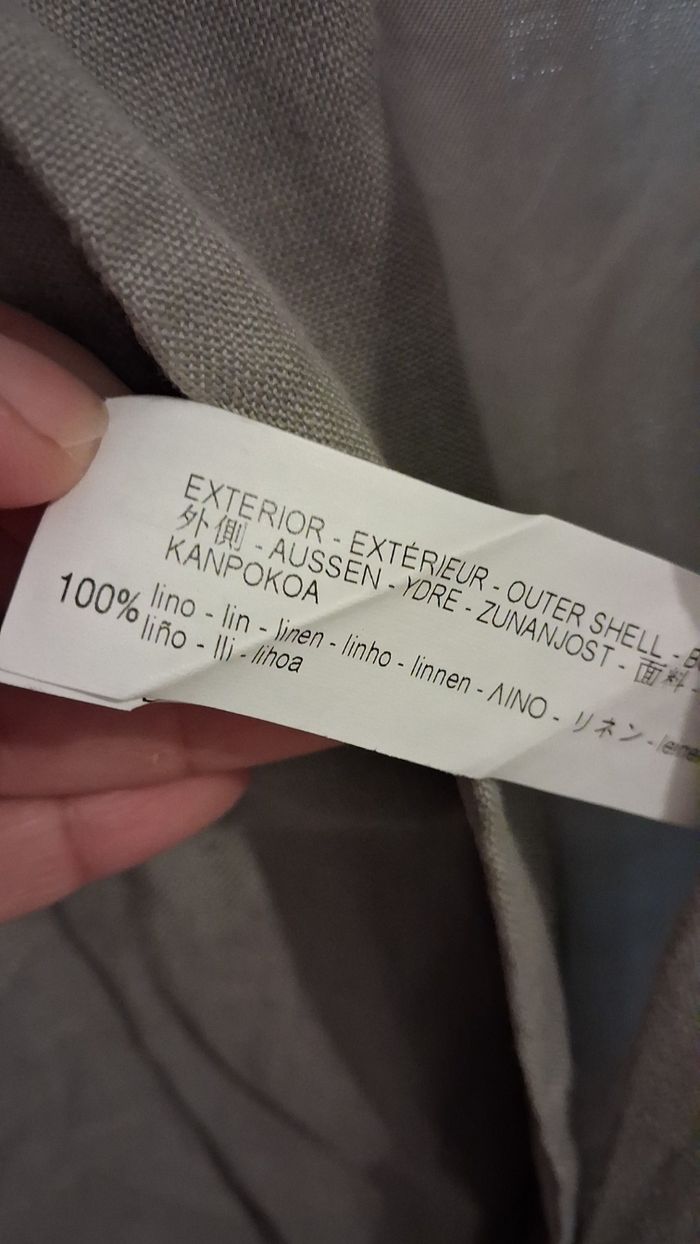 EXTERIOR - EXTÉRIEUR - OUTER SHELL -
外側 - AUSSEN - YDRE - ZUNANJOST - 面料 -
KANPOKOA
100% lino - lin - linen - linho - linnen - ΛINO - リネン -
liño - lli - lihoa